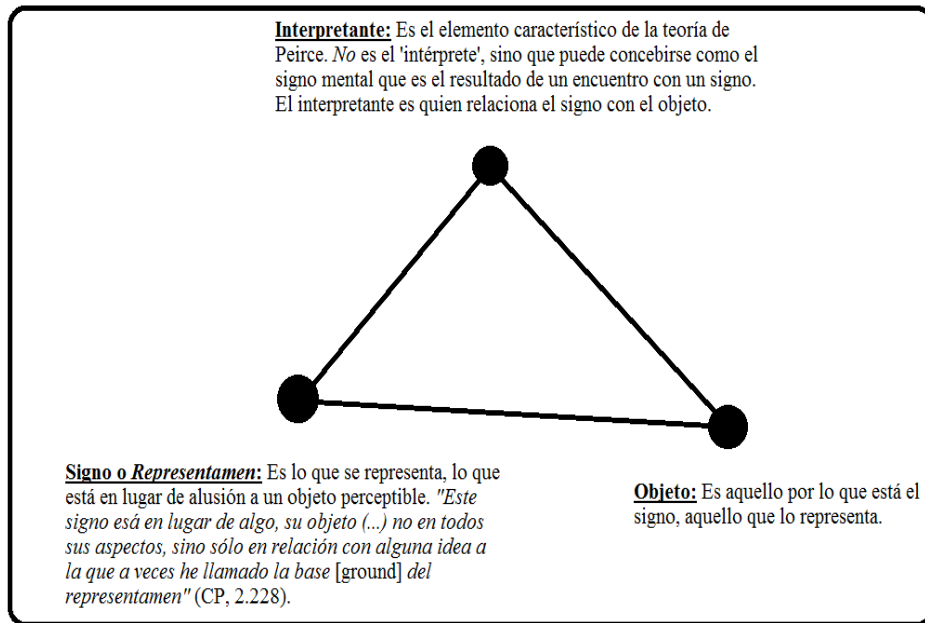 Interpretante: Es el elemento característico de la teoría de
Peirce. No es el 'intérprete', sino que puede concebirse como el
signo mental que es el resultado de un encuentro con un signo.
El interpretante es quien relaciona el signo con el objeto.
Signo o Representamen: Es lo que se representa, lo que
está en lugar de alusión a un objeto perceptible. "Este
signo esá en lugar de algo, su objeto (...) no en todos
sus aspectos, sino sólo en relación con alguna idea a
la que a veces he llamado la base [ground] del
representamen" (CP, 2.228).
Objeto: Es aquello por lo que está el
signo, aquello que lo representa.